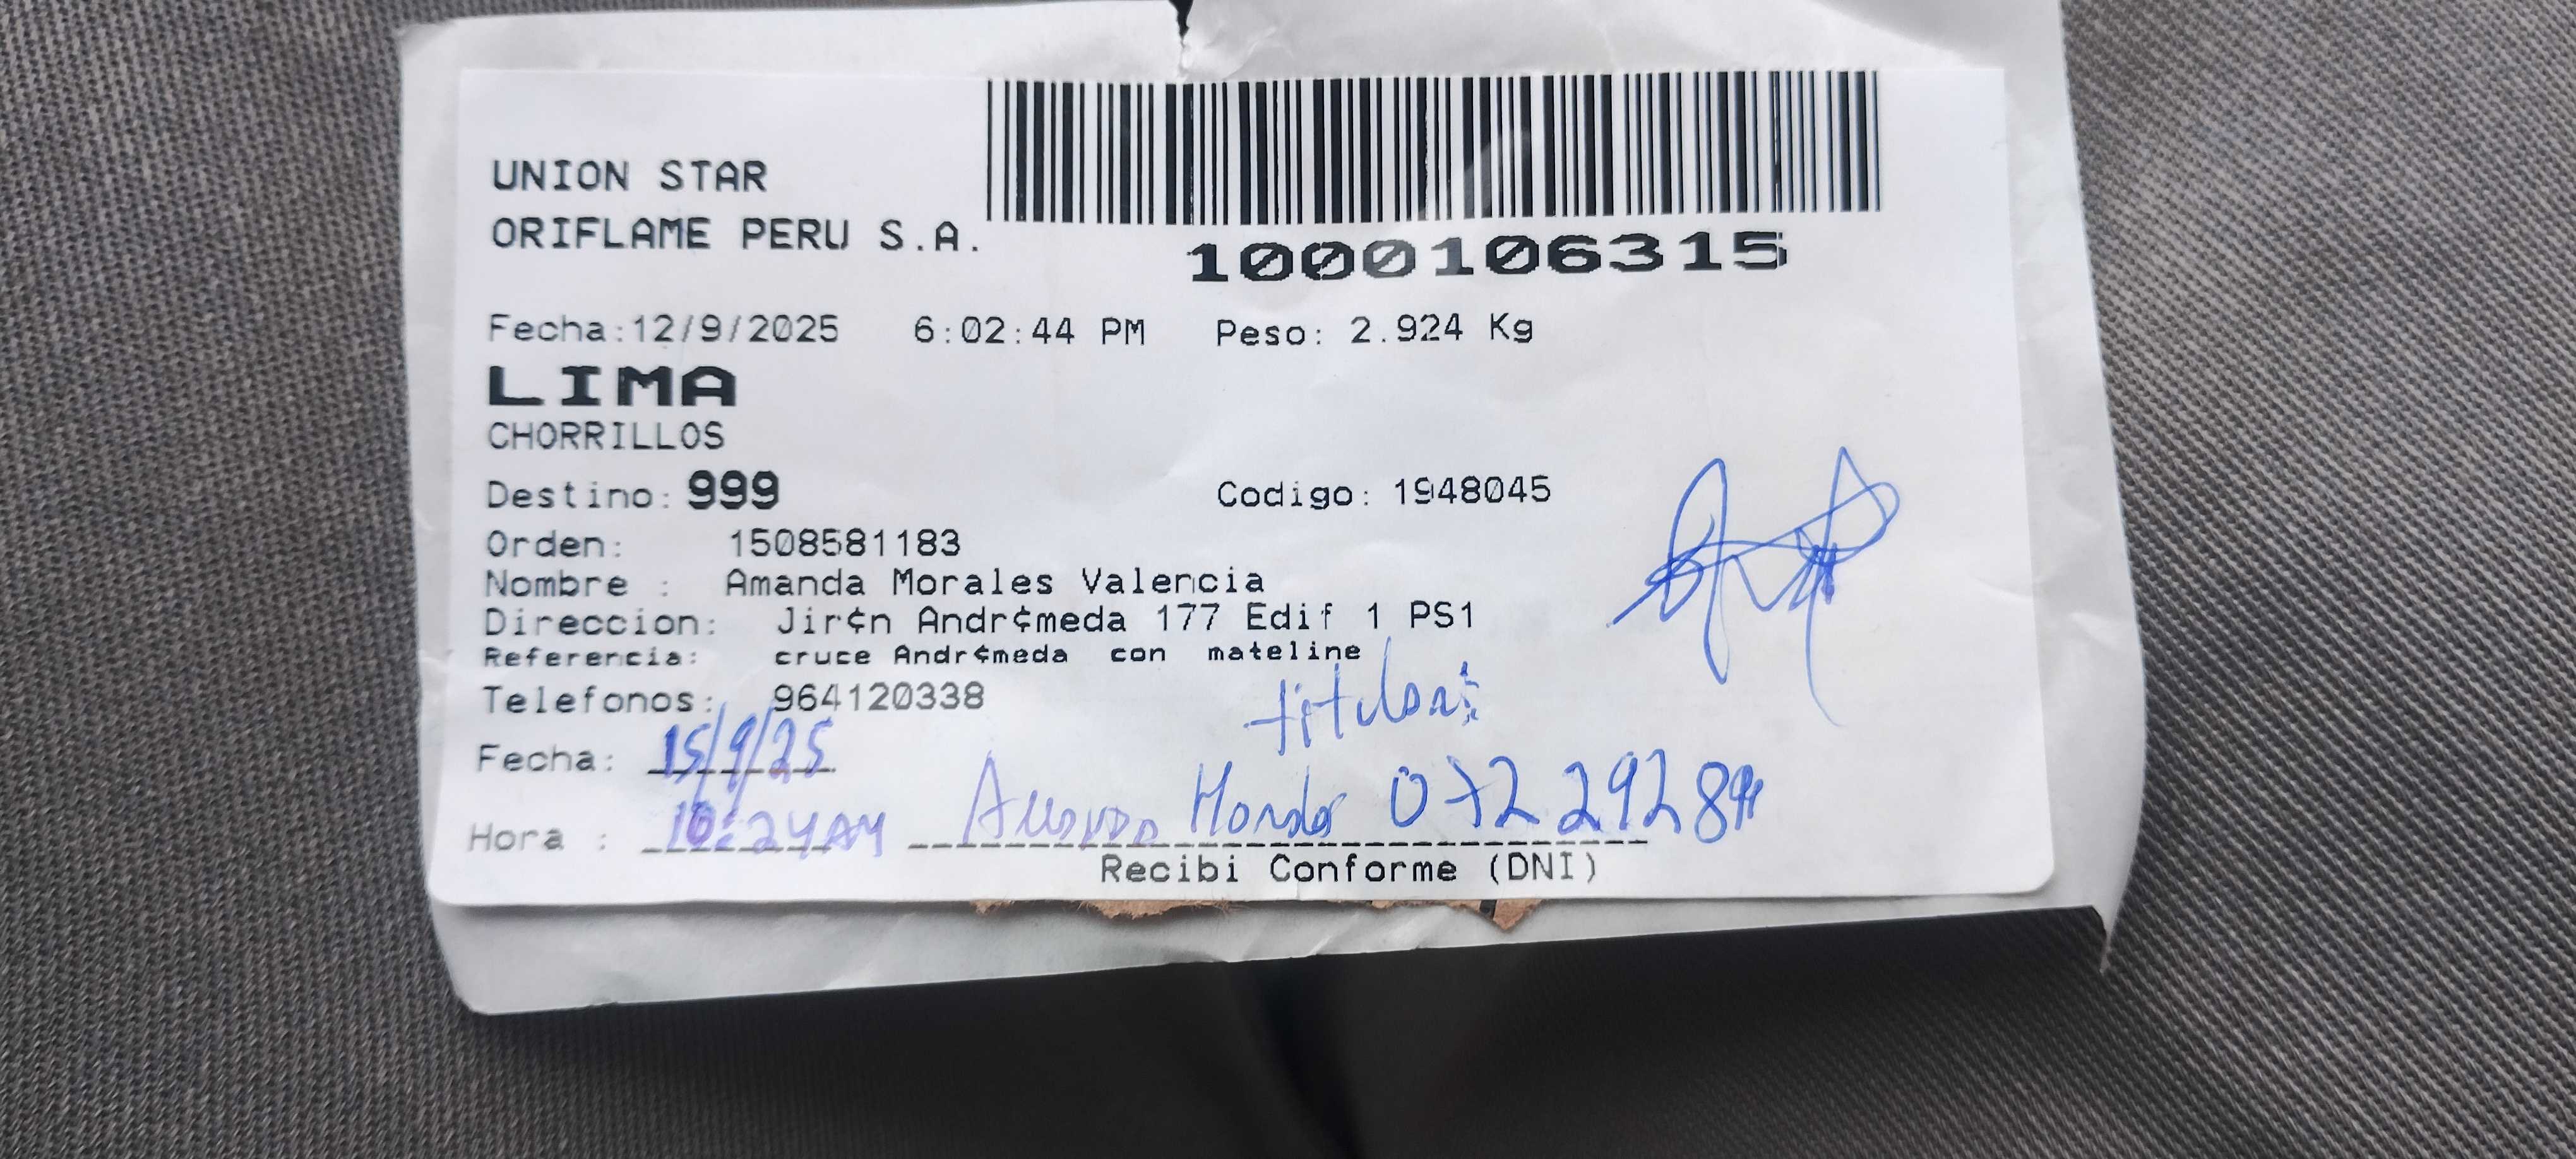 UNION STAR
ORIFLAME PERU S.A.
1000106315
Fecha:12/9/2025 6:02:44 PM Peso: 2.924 Kg
LIMA
CHORRILLOS
Destino: 999 Codigo: 1948045
Orden: 1508581183
Nombre : Amanda Morales Valencia
Direccion: Jir¢n Andr¢meda 177 Edif 1 PS1
Referencia: cruce Andr¢meda con mateline
Telefonos: 964120338
titular:
Fecha: 15/9/25
Hora : 10:24AM
Recibi Conforme (DNI)